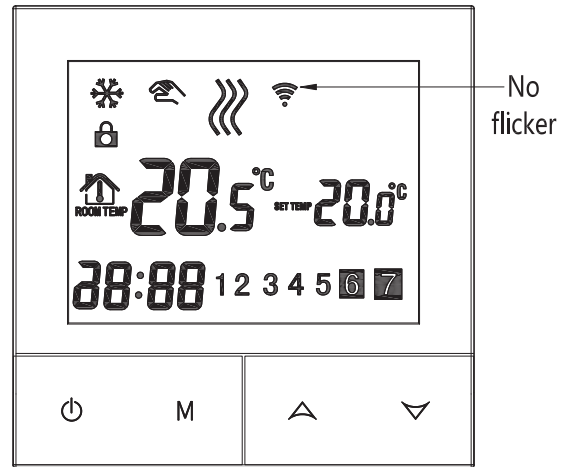 No
flicker
ROOM TEMP 20.5°C SET TEMP 20.0°C
88:88 1 2 3 4 5 6 7
M